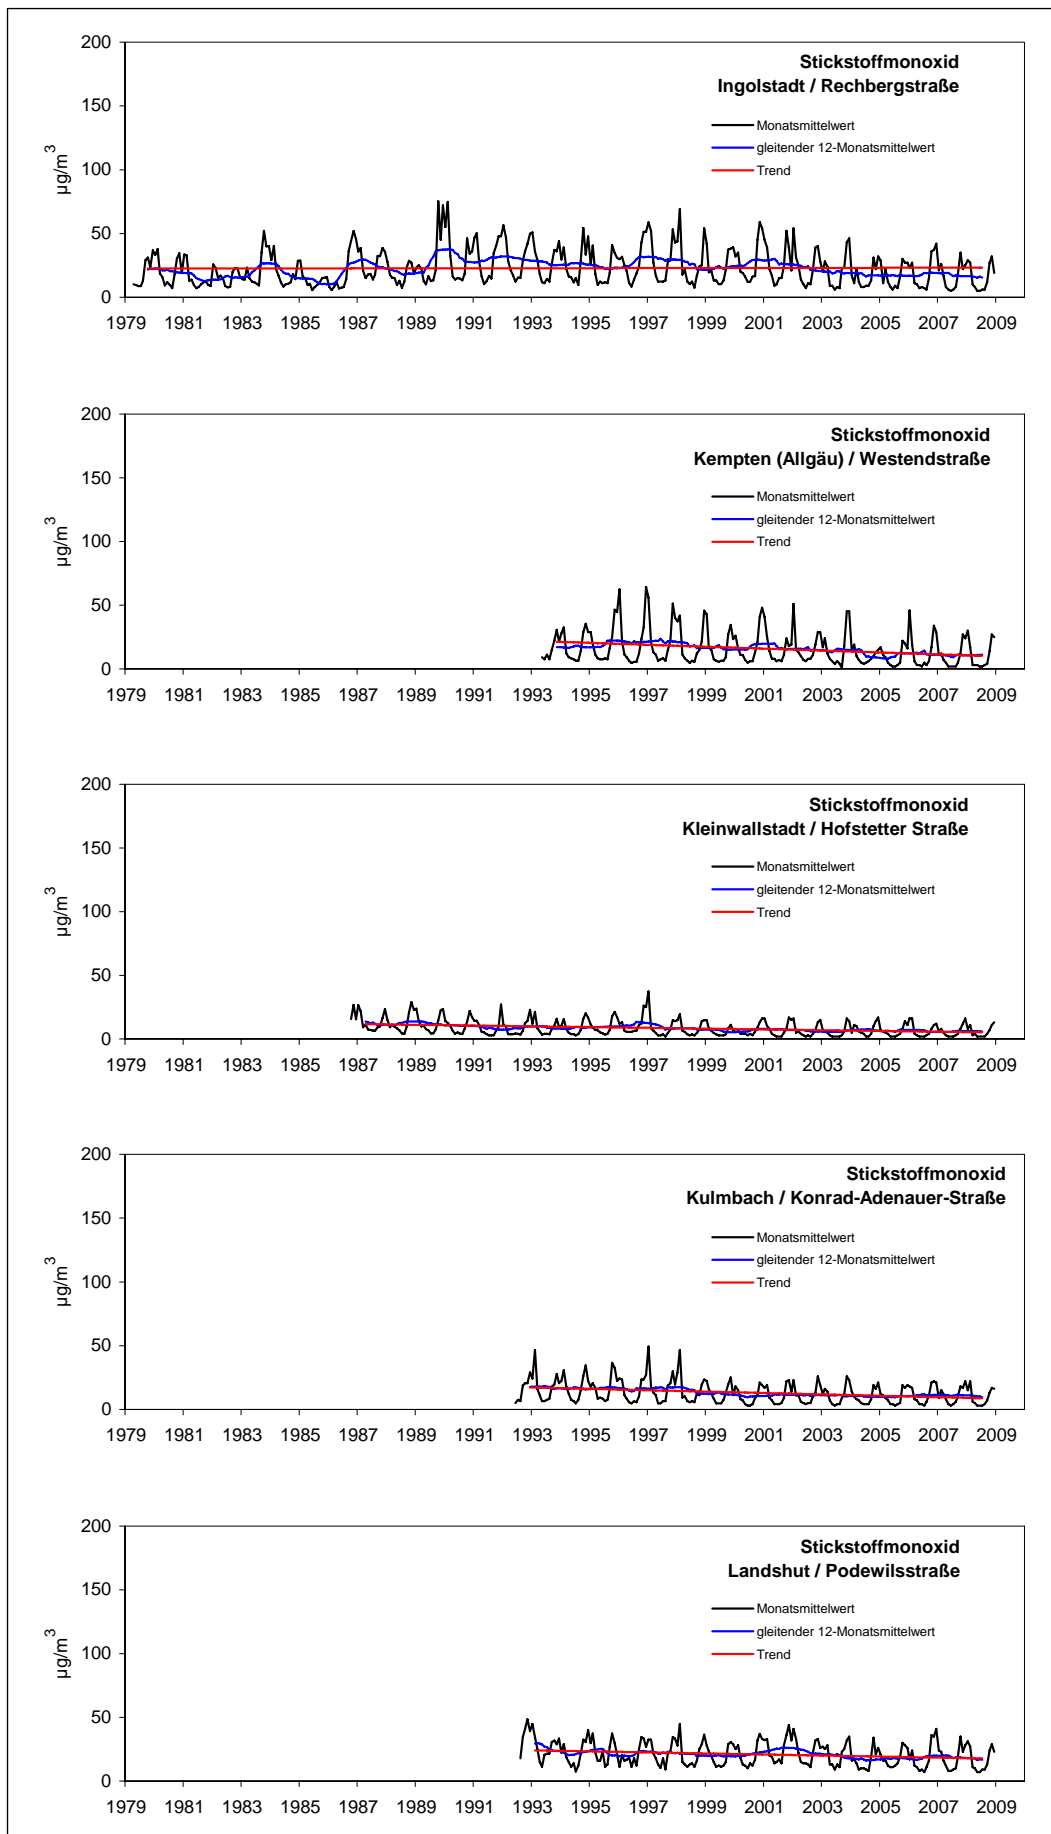 Stickstoffmonoxid
Ingolstadt / Rechbergstraße
Monatsmittelwert
gleitender 12-Monatsmittelwert
Trend
µg/m³
200
150
100
50
0
1979 1981 1983 1985 1987 1989 1991 1993 1995 1997 1999 2001 2003 2005 2007 2009
Stickstoffmonoxid
Kempten (Allgäu) / Westendstraße
Monatsmittelwert
gleitender 12-Monatsmittelwert
Trend
µg/m³
200
150
100
50
0
1979 1981 1983 1985 1987 1989 1991 1993 1995 1997 1999 2001 2003 2005 2007 2009
Stickstoffmonoxid
Kleinwallstadt / Hofstetter Straße
Monatsmittelwert
gleitender 12-Monatsmittelwert
Trend
µg/m³
200
150
100
50
0
1979 1981 1983 1985 1987 1989 1991 1993 1995 1997 1999 2001 2003 2005 2007 2009
Stickstoffmonoxid
Kulmbach / Konrad-Adenauer-Straße
Monatsmittelwert
gleitender 12-Monatsmittelwert
Trend
µg/m³
200
150
100
50
0
1979 1981 1983 1985 1987 1989 1991 1993 1995 1997 1999 2001 2003 2005 2007 2009
Stickstoffmonoxid
Landshut / Podewilsstraße
Monatsmittelwert
gleitender 12-Monatsmittelwert
Trend
µg/m³
200
150
100
50
0
1979 1981 1983 1985 1987 1989 1991 1993 1995 1997 1999 2001 2003 2005 2007 2009